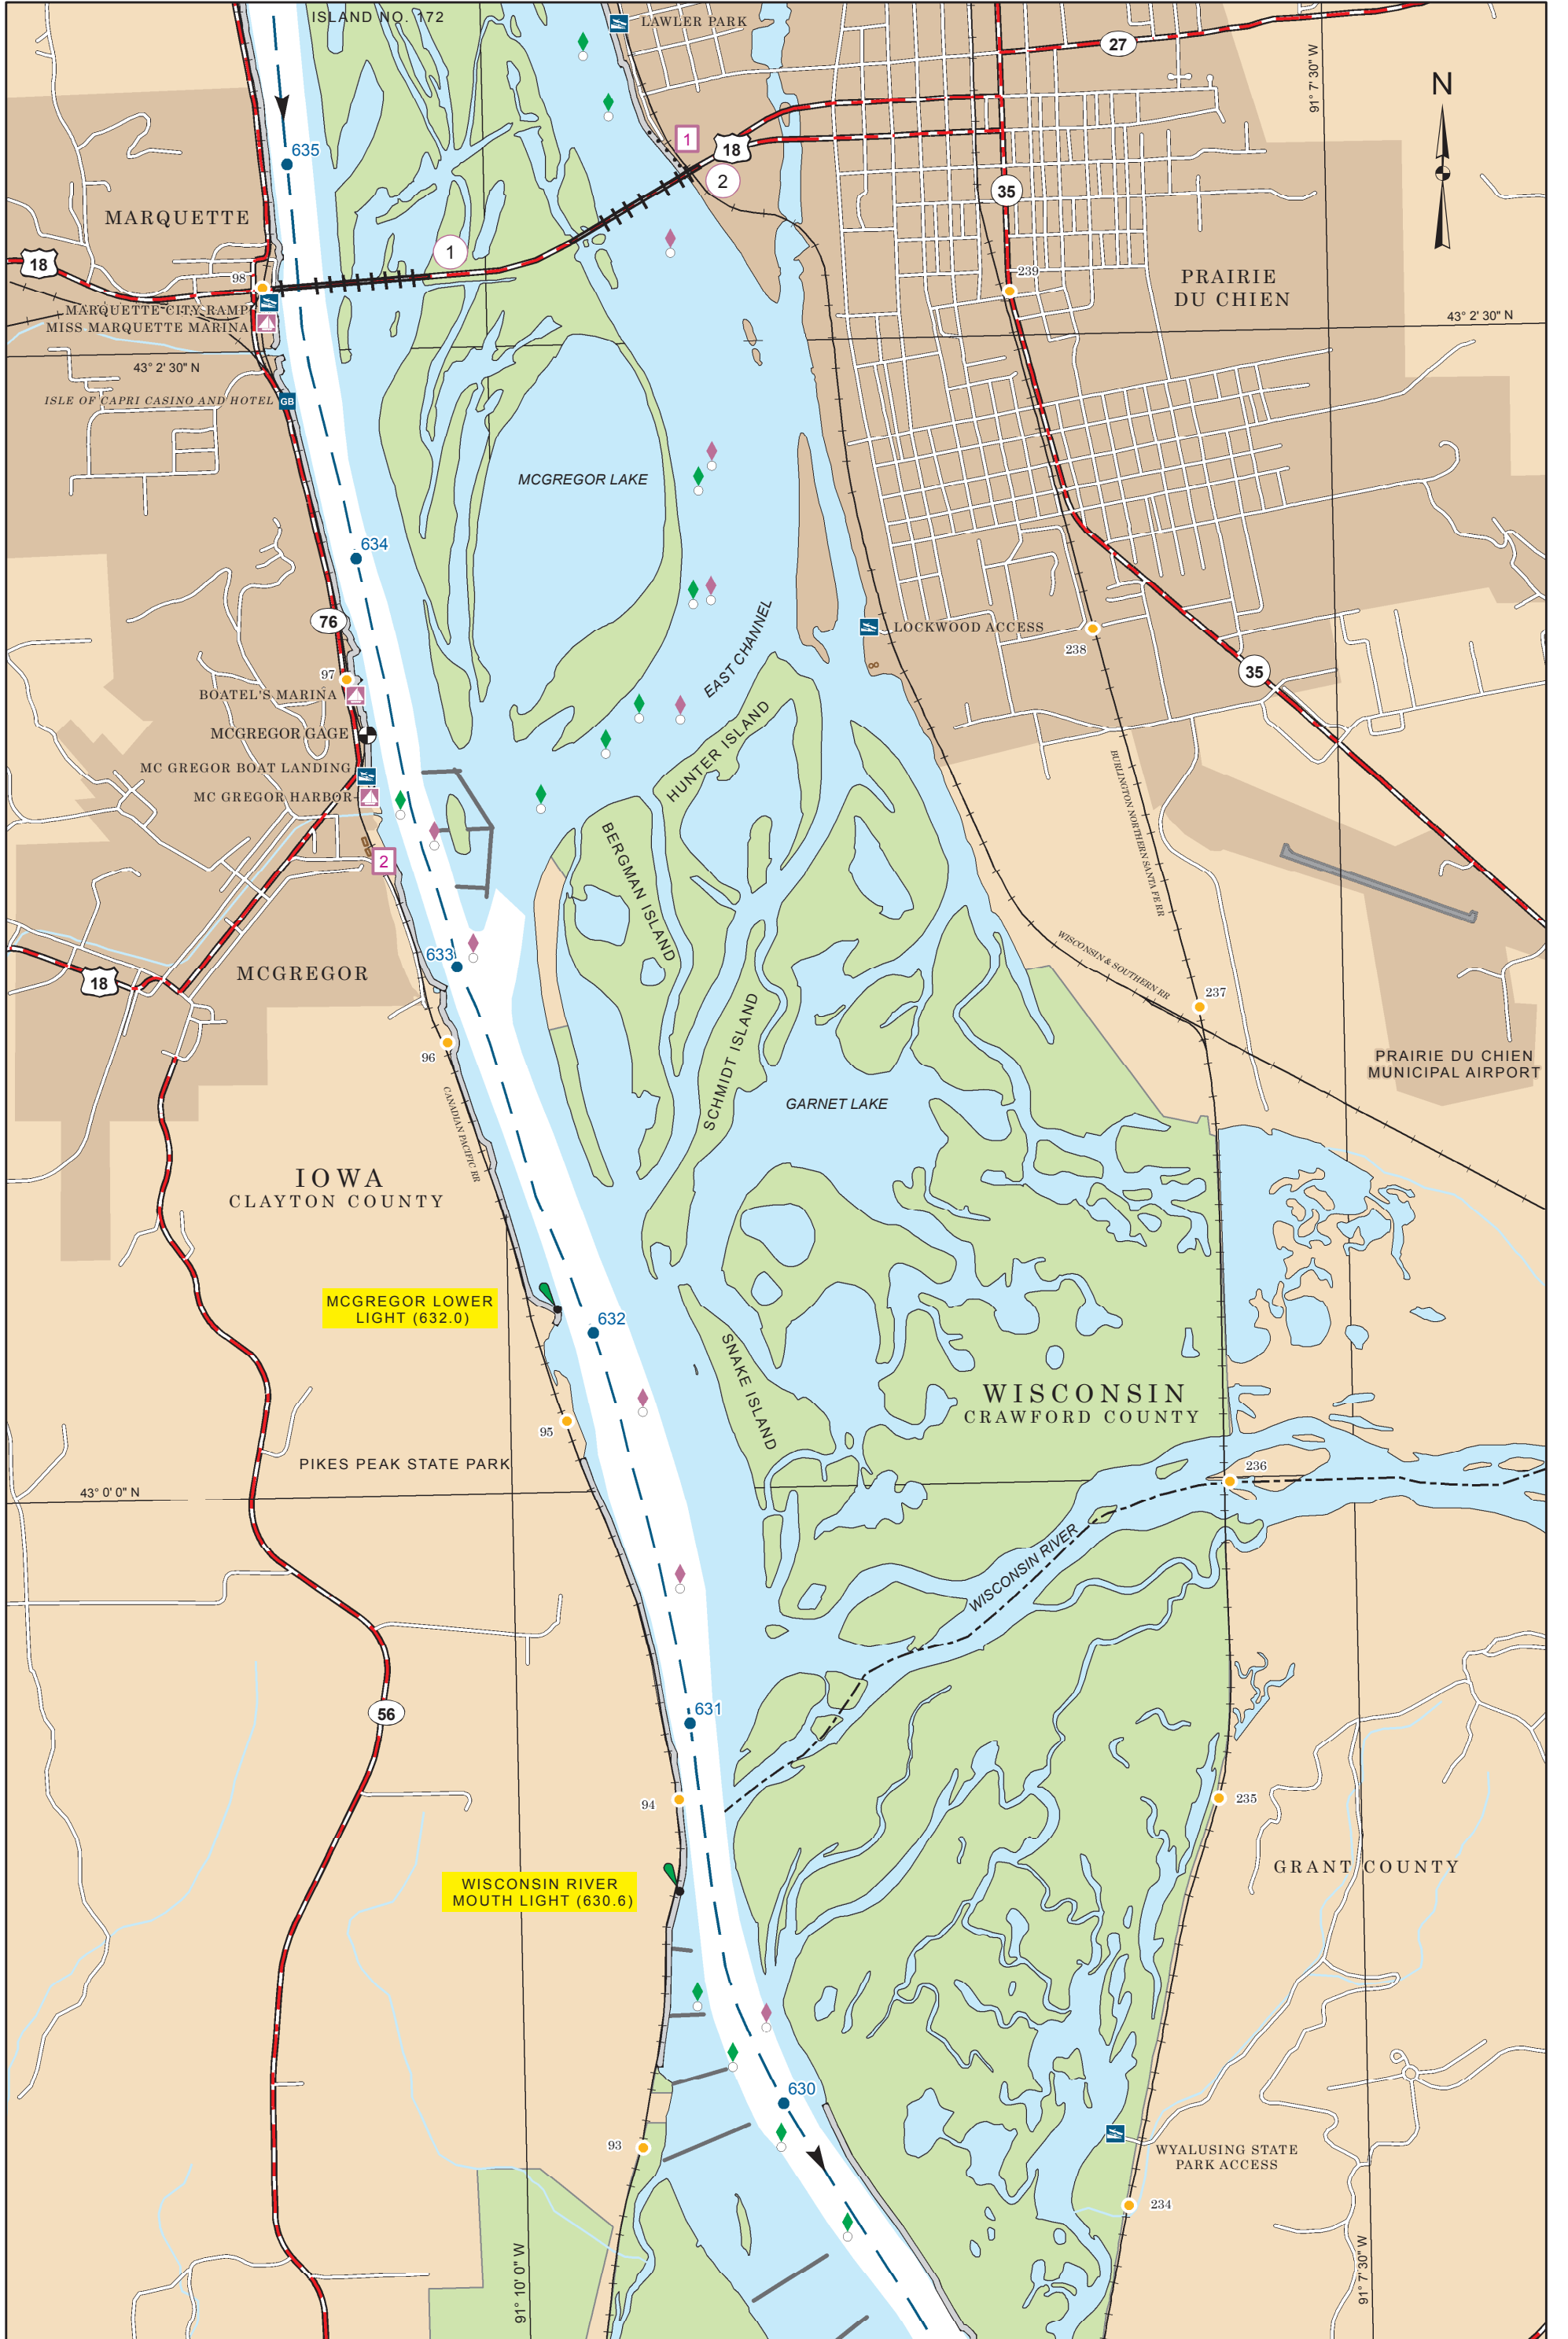 ISLAND NO. 172
LAWLER PARK
27
91° 7' 30" W
N
635
1
18
2
35
MARQUETTE
18
1
98
239
PRAIRIE
DU CHIEN
MARQUETTE CITY RAMP
MISS MARQUETTE MARINA
43° 2' 30" N
43° 2' 30" N
ISLE OF CAPRI CASINO AND HOTEL
GB
MCGREGOR LAKE
634
76
EAST CHANNEL
LOCKWOOD ACCESS
238
35
97
BOATEL'S MARINA
MCGREGOR GAGE
HUNTER ISLAND
MC GREGOR BOAT LANDING
MC GREGOR HARBOR
BURLINGTON NORTHERN SANTA FE RR
2
BERGMAN ISLAND
633
MCGREGOR
18
WISCONSIN & SOUTHERN RR
237
96
SCHMIDT ISLAND
PRAIRIE DU CHIEN
MUNICIPAL AIRPORT
CANADIAN PACIFIC RR
GARNET LAKE
IOWA
CLAYTON COUNTY
MCGREGOR LOWER
LIGHT (632.0)
632
SNAKE ISLAND
WISCONSIN
CRAWFORD COUNTY
95
PIKES PEAK STATE PARK
236
43° 0' 0" N
WISCONSIN RIVER
631
56
94
235
GRANT COUNTY
WISCONSIN RIVER
MOUTH LIGHT (630.6)
630
93
WYALUSING STATE
PARK ACCESS
234
91° 10' 0" W
91° 7' 30" W